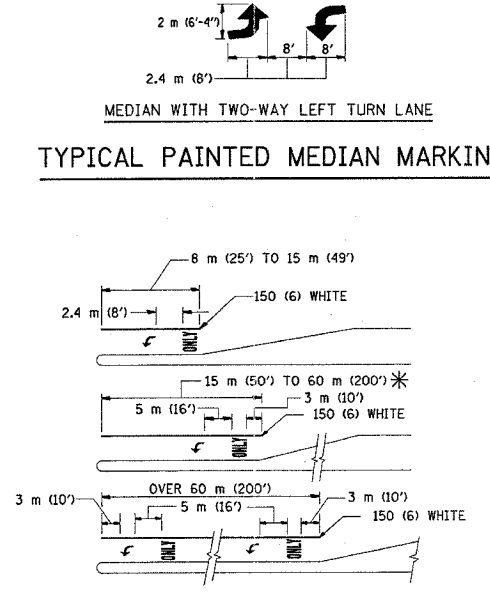 2 m (6'-4")
8' 8'
2.4 m (8')
MEDIAN WITH TWO-WAY LEFT TURN LANE
TYPICAL PAINTED MEDIAN MARKIN
8 m (25') TO 15 m (49')
2.4 m (8')
150 (6) WHITE
ONLY
15 m (50') TO 60 m (200')
5 m (16')
3 m (10')
150 (6) WHITE
ONLY
OVER 60 m (200')
3 m (10')
5 m (16')
3 m (10')
150 (6) WHITE
ONLY
ONLY